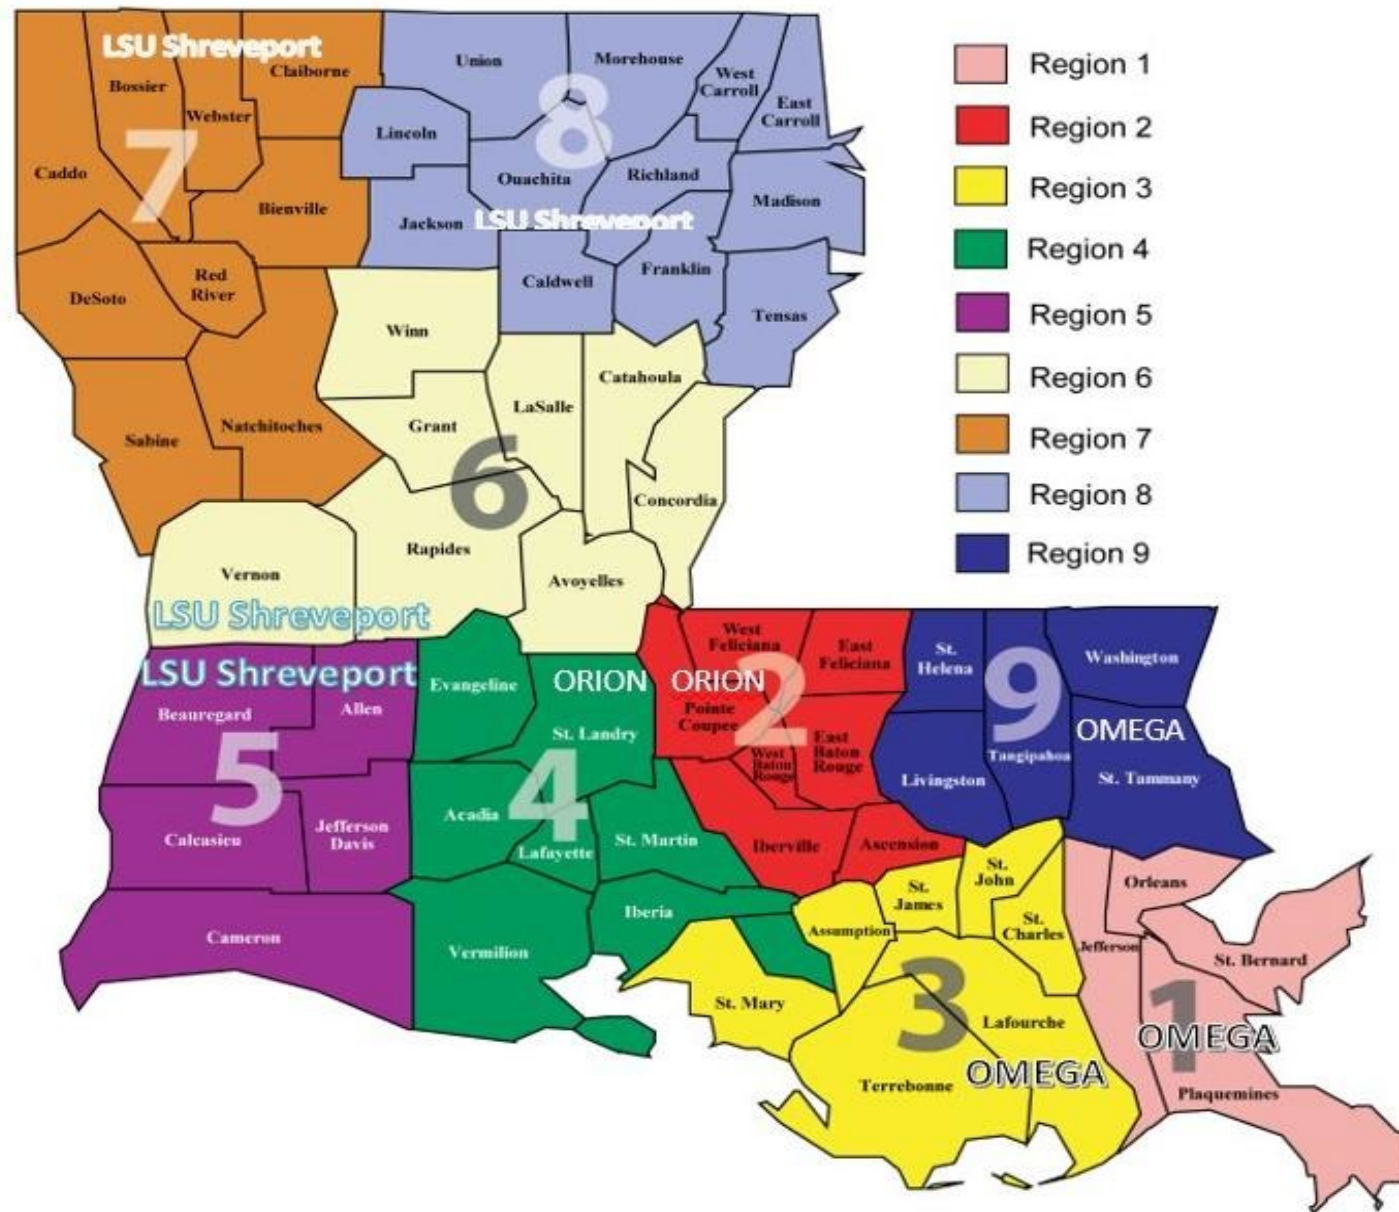 LSU Shreveport
Claiborne
Bossier
Webster
7
Caddo
Bienville
Red
River
DeSoto
Sabine
Natchitoches
Union
Morehouse
West
Carroll
East
Carroll
8
Lincoln
Ouachita
Richland
Madison
Jackson
LSU Shreveport
Caldwell
Franklin
Tensas
Winn
Catahoula
LaSalle
Grant
6
Concordia
Rapides
Vernon
Avoyelles
LSU Shreveport
LSU Shreveport
Beauregard
Allen
5
Calcasieu
Jefferson
Davis
Cameron
Evangeline
ORION
St. Landry
4
Acadia
Lafayette
St. Martin
Iberia
Vermilion
West
Feliciana
East
Feliciana
ORION
2
Pointe
Coupee
West
Baton
Rouge
East
Baton
Rouge
Iberville
Ascension
St.
Helena
9
Washington
OMEGA
Tangipahoa
Livingston
St. Tammany
St.
John
St.
James
St.
Charles
Assumption
3
St. Mary
Lafourche
OMEGA
Terrebonne
Orleans
Jefferson
St. Bernard
1
OMEGA
Plaquemines
Region 1
Region 2
Region 3
Region 4
Region 5
Region 6
Region 7
Region 8
Region 9